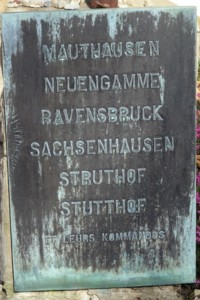 MAUTHAUSEN
NEUENGAMME
RAVENSBRUCK
SACHSENHAUSEN
STRUTHOF
STUTTHOF
ET LEURS KOMMANDOS